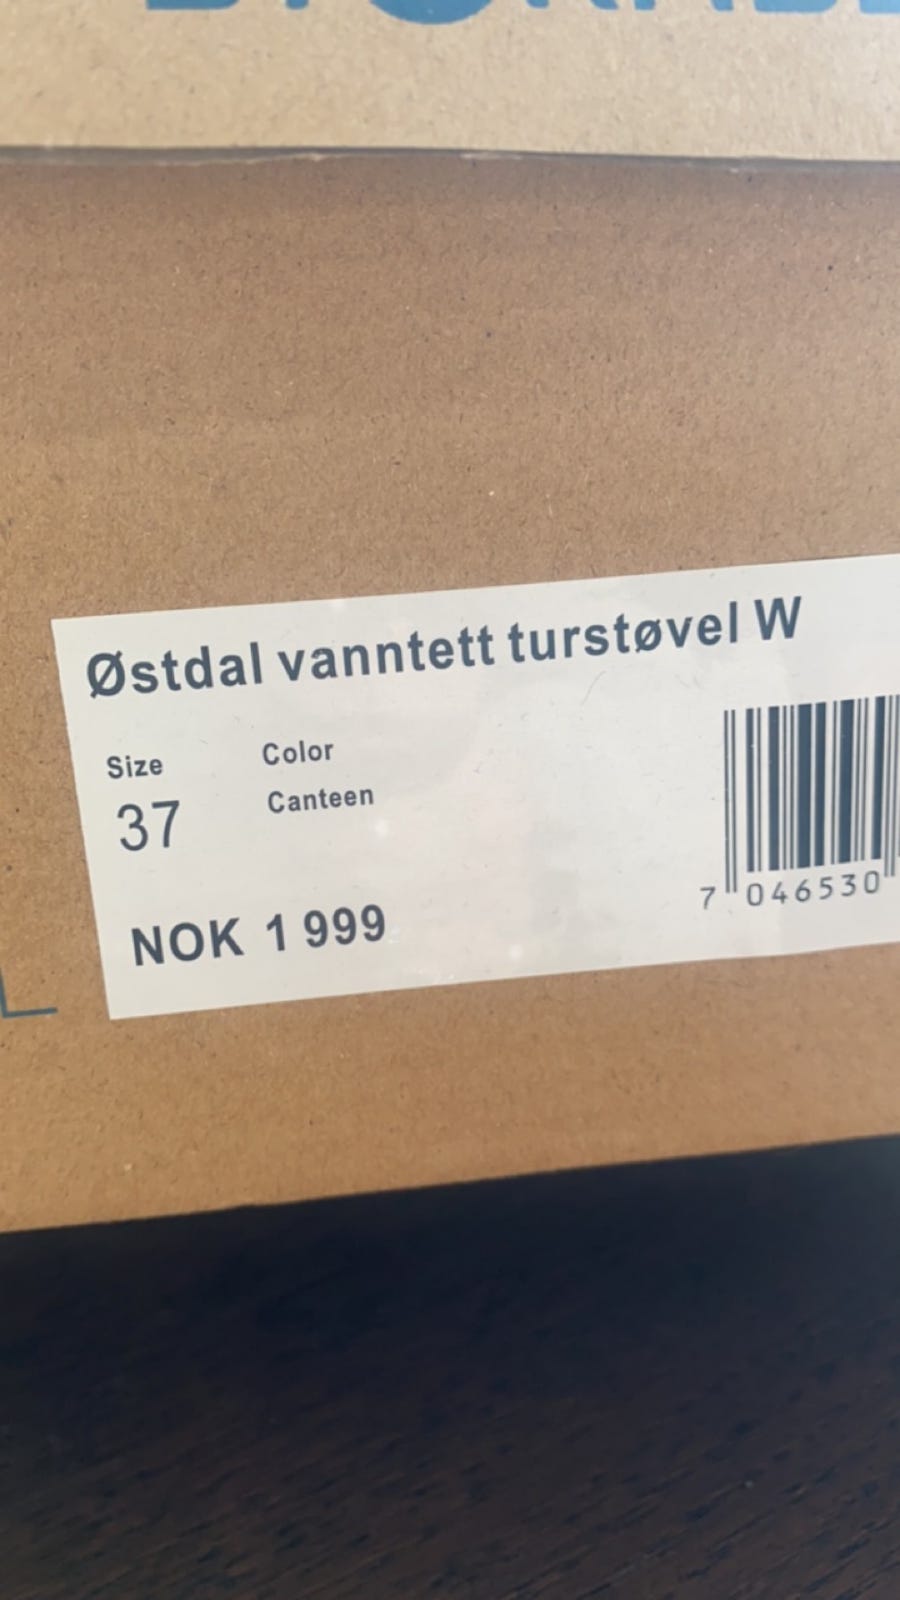 Østdal vanntett turstøvel W
Size Color
37 Canteen
NOK 1 999
7 046530